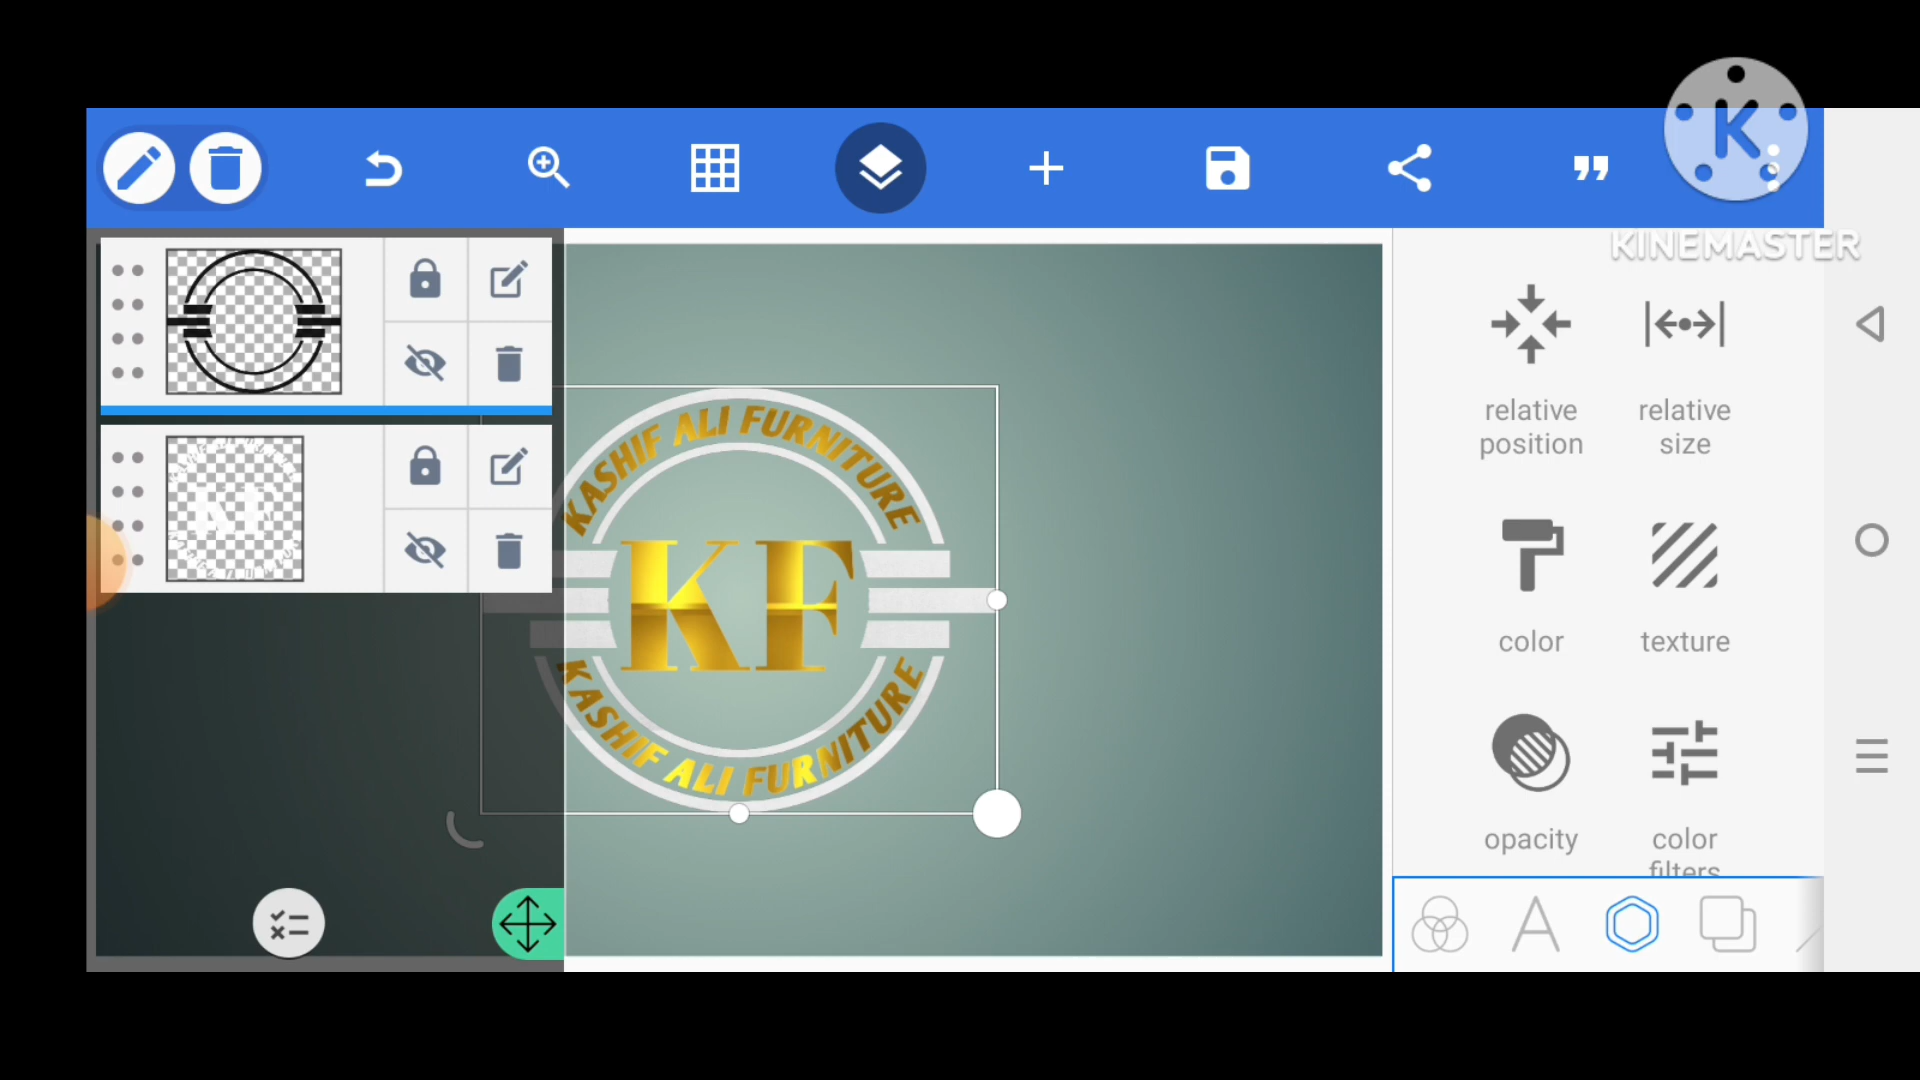 K
KINEMASTER
KASHIF ALI FURNITURE
KF
KASHIF ALI FURNITURE
relative
position
relative
size
color
texture
opacity
color
filters